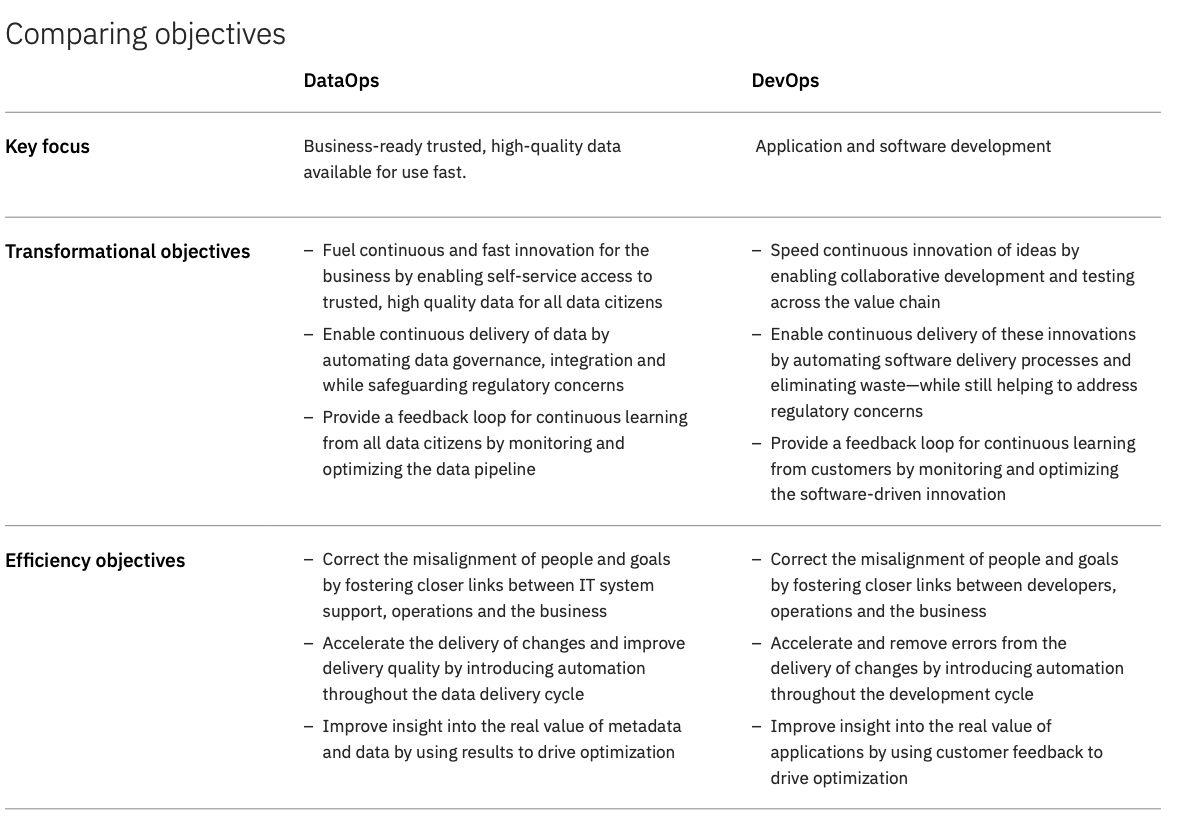 Comparing objectives
DataOps
DevOps
Key focus
Business-ready trusted, high-quality data
available for use fast.
Application and software development
Transformational objectives
– Fuel continuous and fast innovation for the
business by enabling self-service access to
trusted, high quality data for all data citizens
– Enable continuous delivery of data by
automating data governance, integration and
while safeguarding regulatory concerns
– Provide a feedback loop for continuous learning
from all data citizens by monitoring and
optimizing the data pipeline
– Speed continuous innovation of ideas by
enabling collaborative development and testing
across the value chain
– Enable continuous delivery of these innovations
by automating software delivery processes and
eliminating waste—while still helping to address
regulatory concerns
– Provide a feedback loop for continuous learning
from customers by monitoring and optimizing
the software-driven innovation
Efficiency objectives
– Correct the misalignment of people and goals
by fostering closer links between IT system
support, operations and the business
– Accelerate the delivery of changes and improve
delivery quality by introducing automation
throughout the data delivery cycle
– Improve insight into the real value of metadata
and data by using results to drive optimization
– Correct the misalignment of people and goals
by fostering closer links between developers,
operations and the business
– Accelerate and remove errors from the
delivery of changes by introducing automation
throughout the development cycle
– Improve insight into the real value of
applications by using customer feedback to
drive optimization